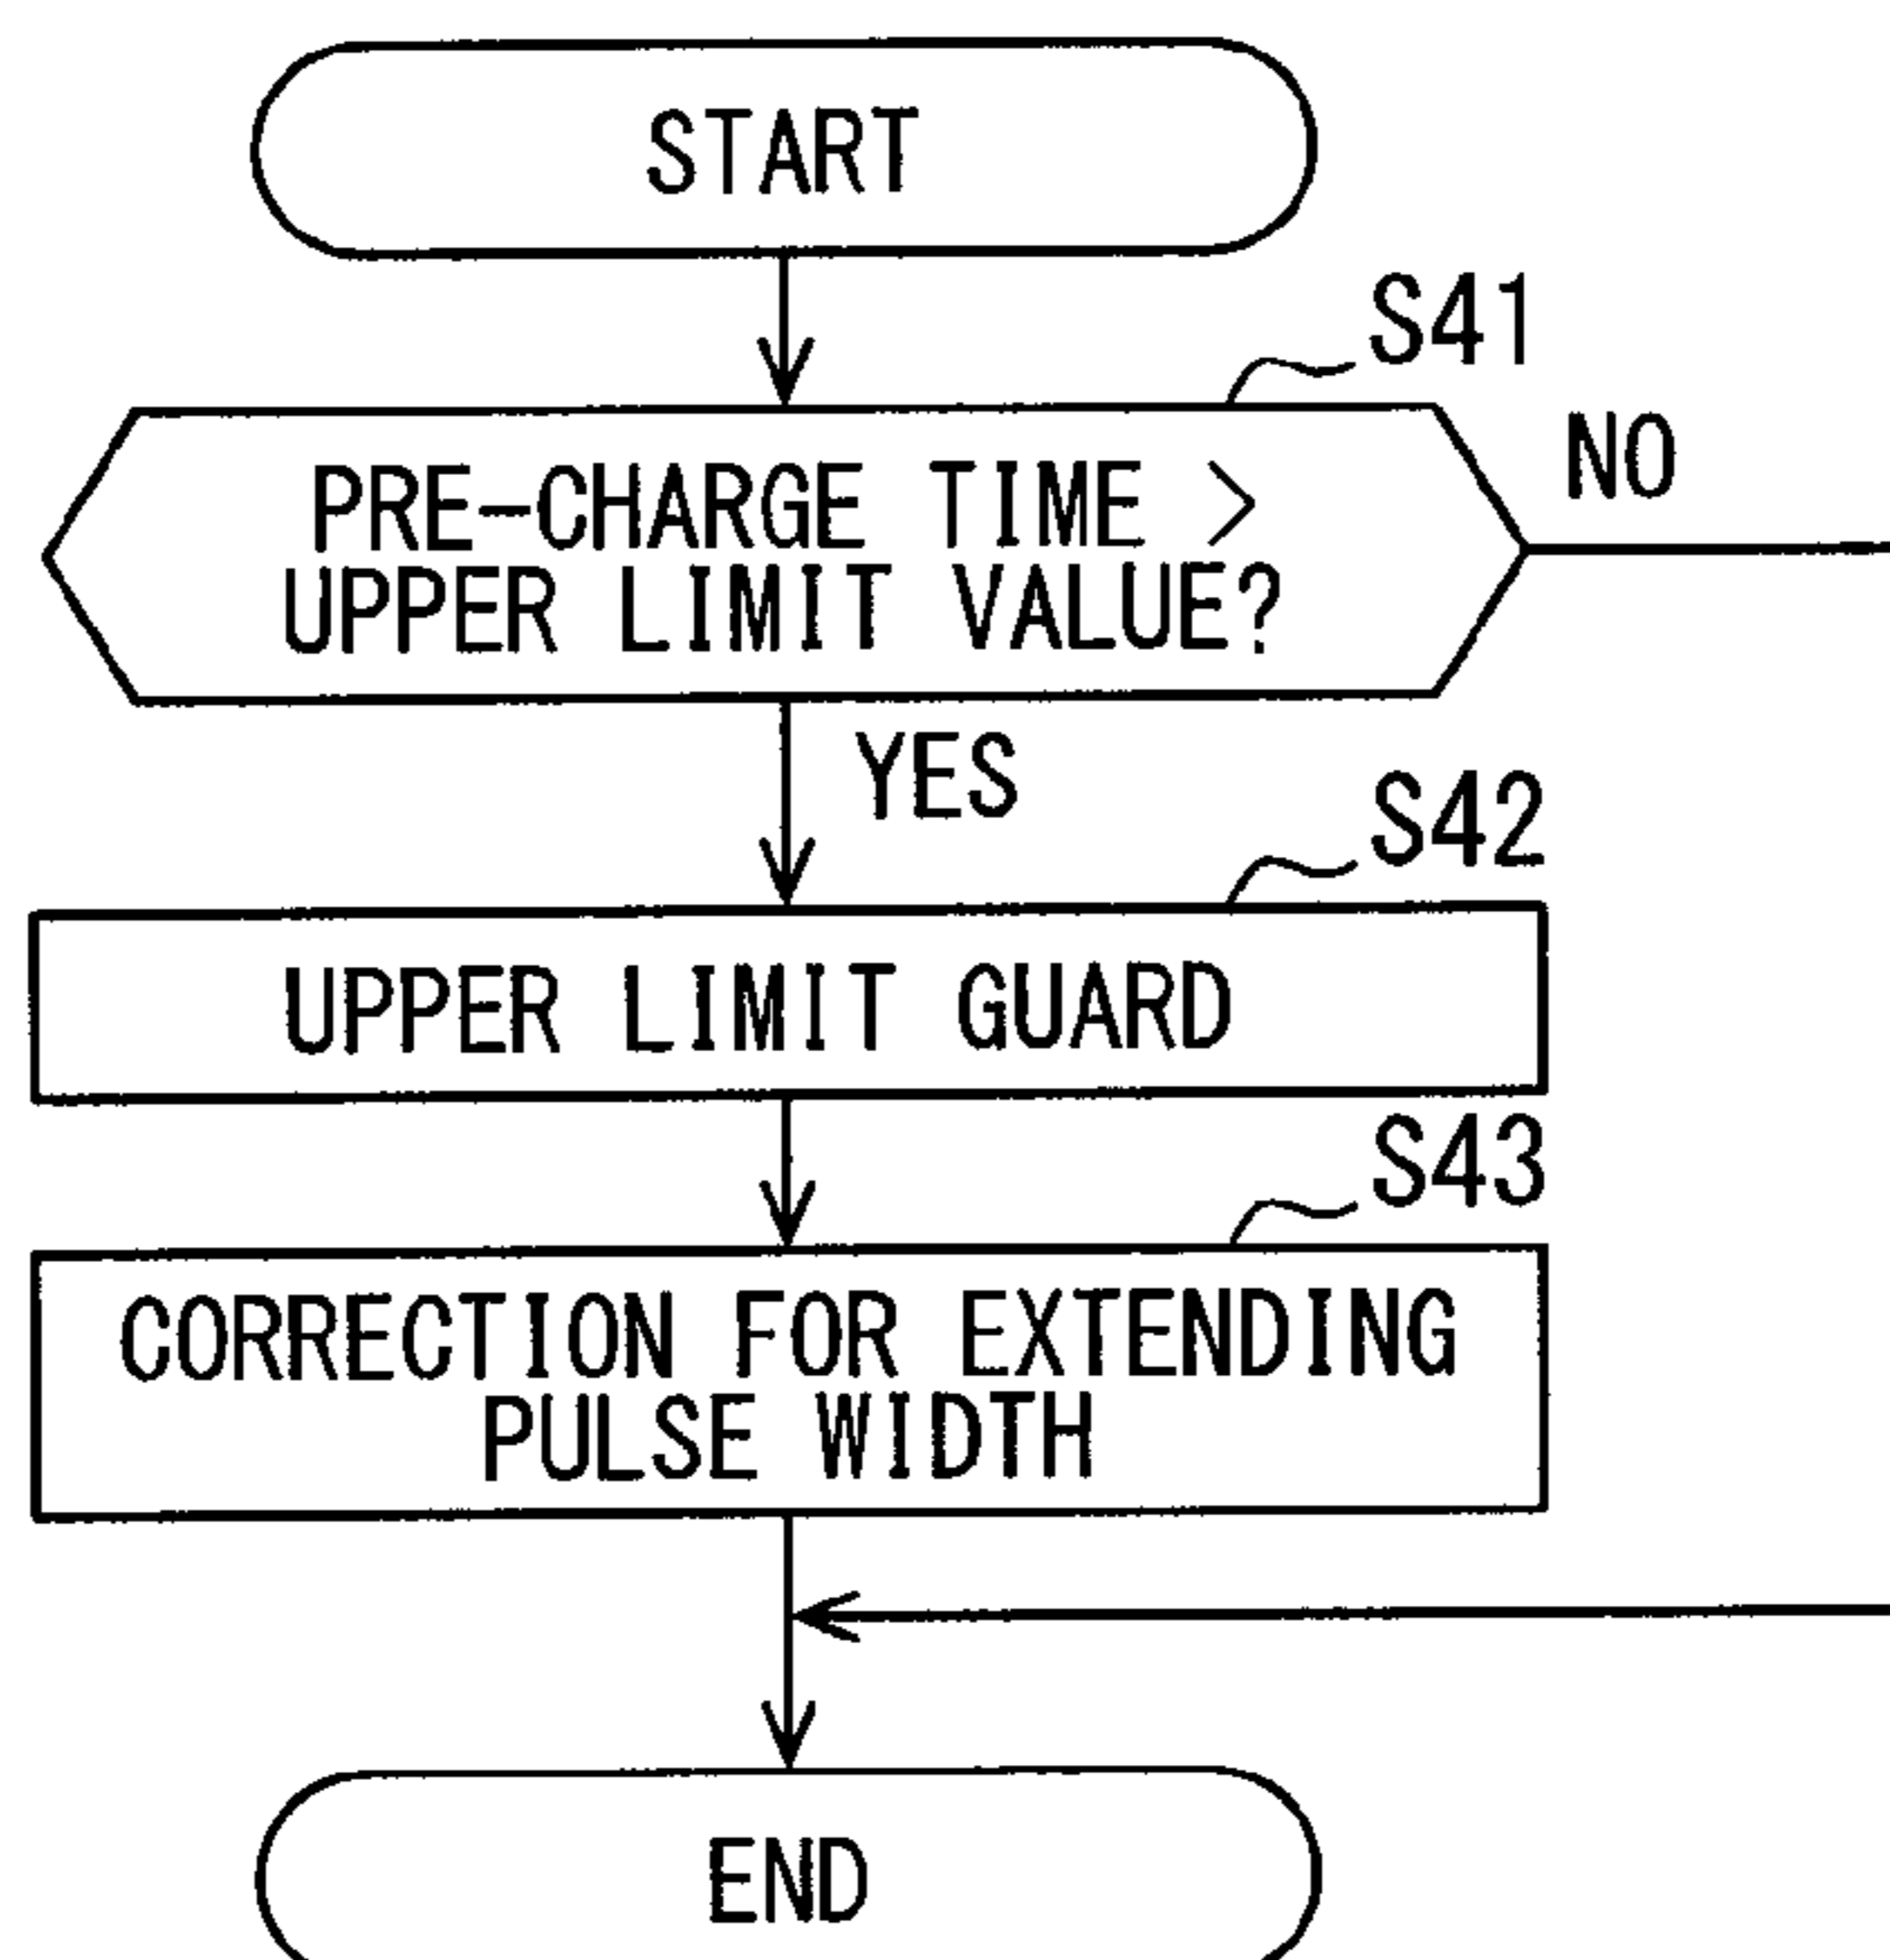 START
S41
PRE-CHARGE TIME >
UPPER LIMIT VALUE?
NO
YES
S42
UPPER LIMIT GUARD
S43
CORRECTION FOR EXTENDING
PULSE WIDTH
END